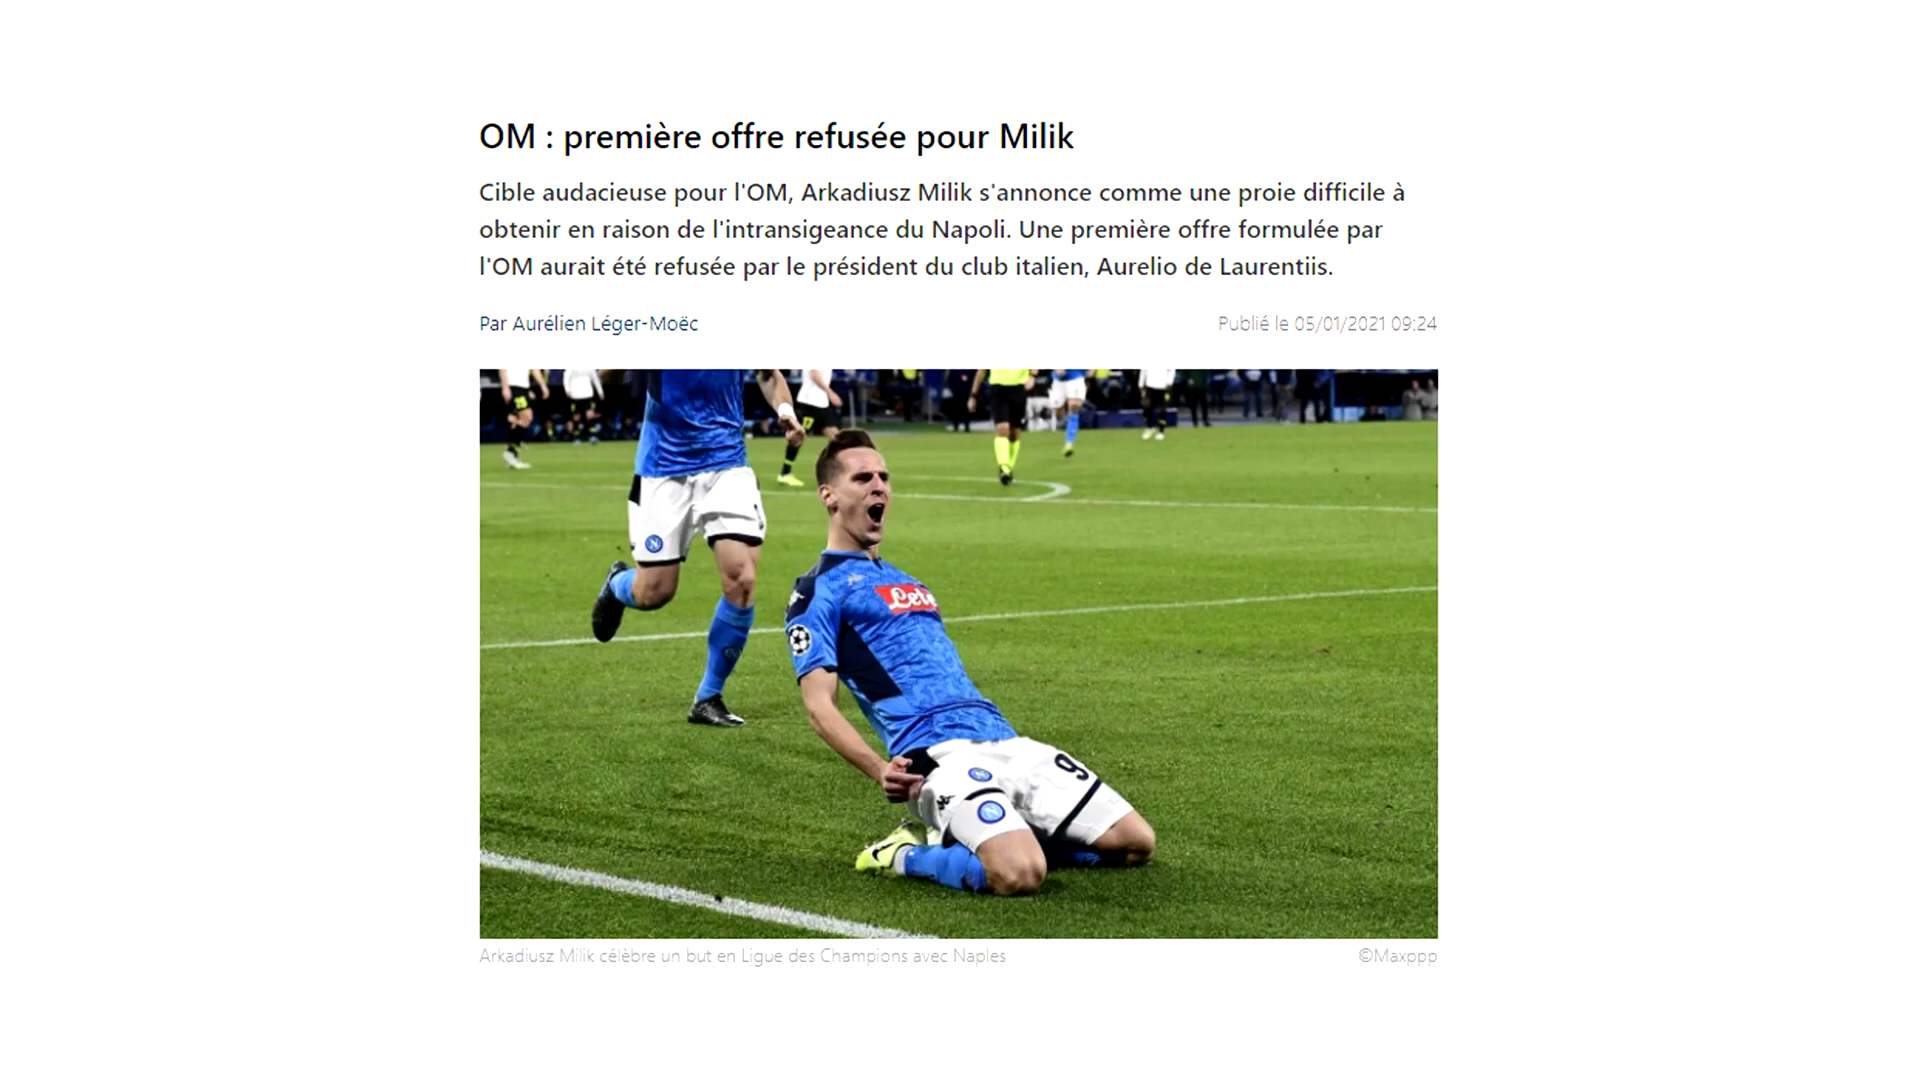 OM : première offre refusée pour Milik
Cible audacieuse pour l'OM, Arkadiusz Milik s'annonce comme une proie difficile à
obtenir en raison de l'intransigeance du Napoli. Une première offre formulée par
l'OM aurait été refusée par le président du club italien, Aurelio de Laurentiis.
Par Aurélien Léger-Moëc
Publié le 05/01/2021 09:24
N
Lete
9
N
N
Arkadiusz Milik célèbre un but en Ligue des Champions avec Naples
©Maxppp